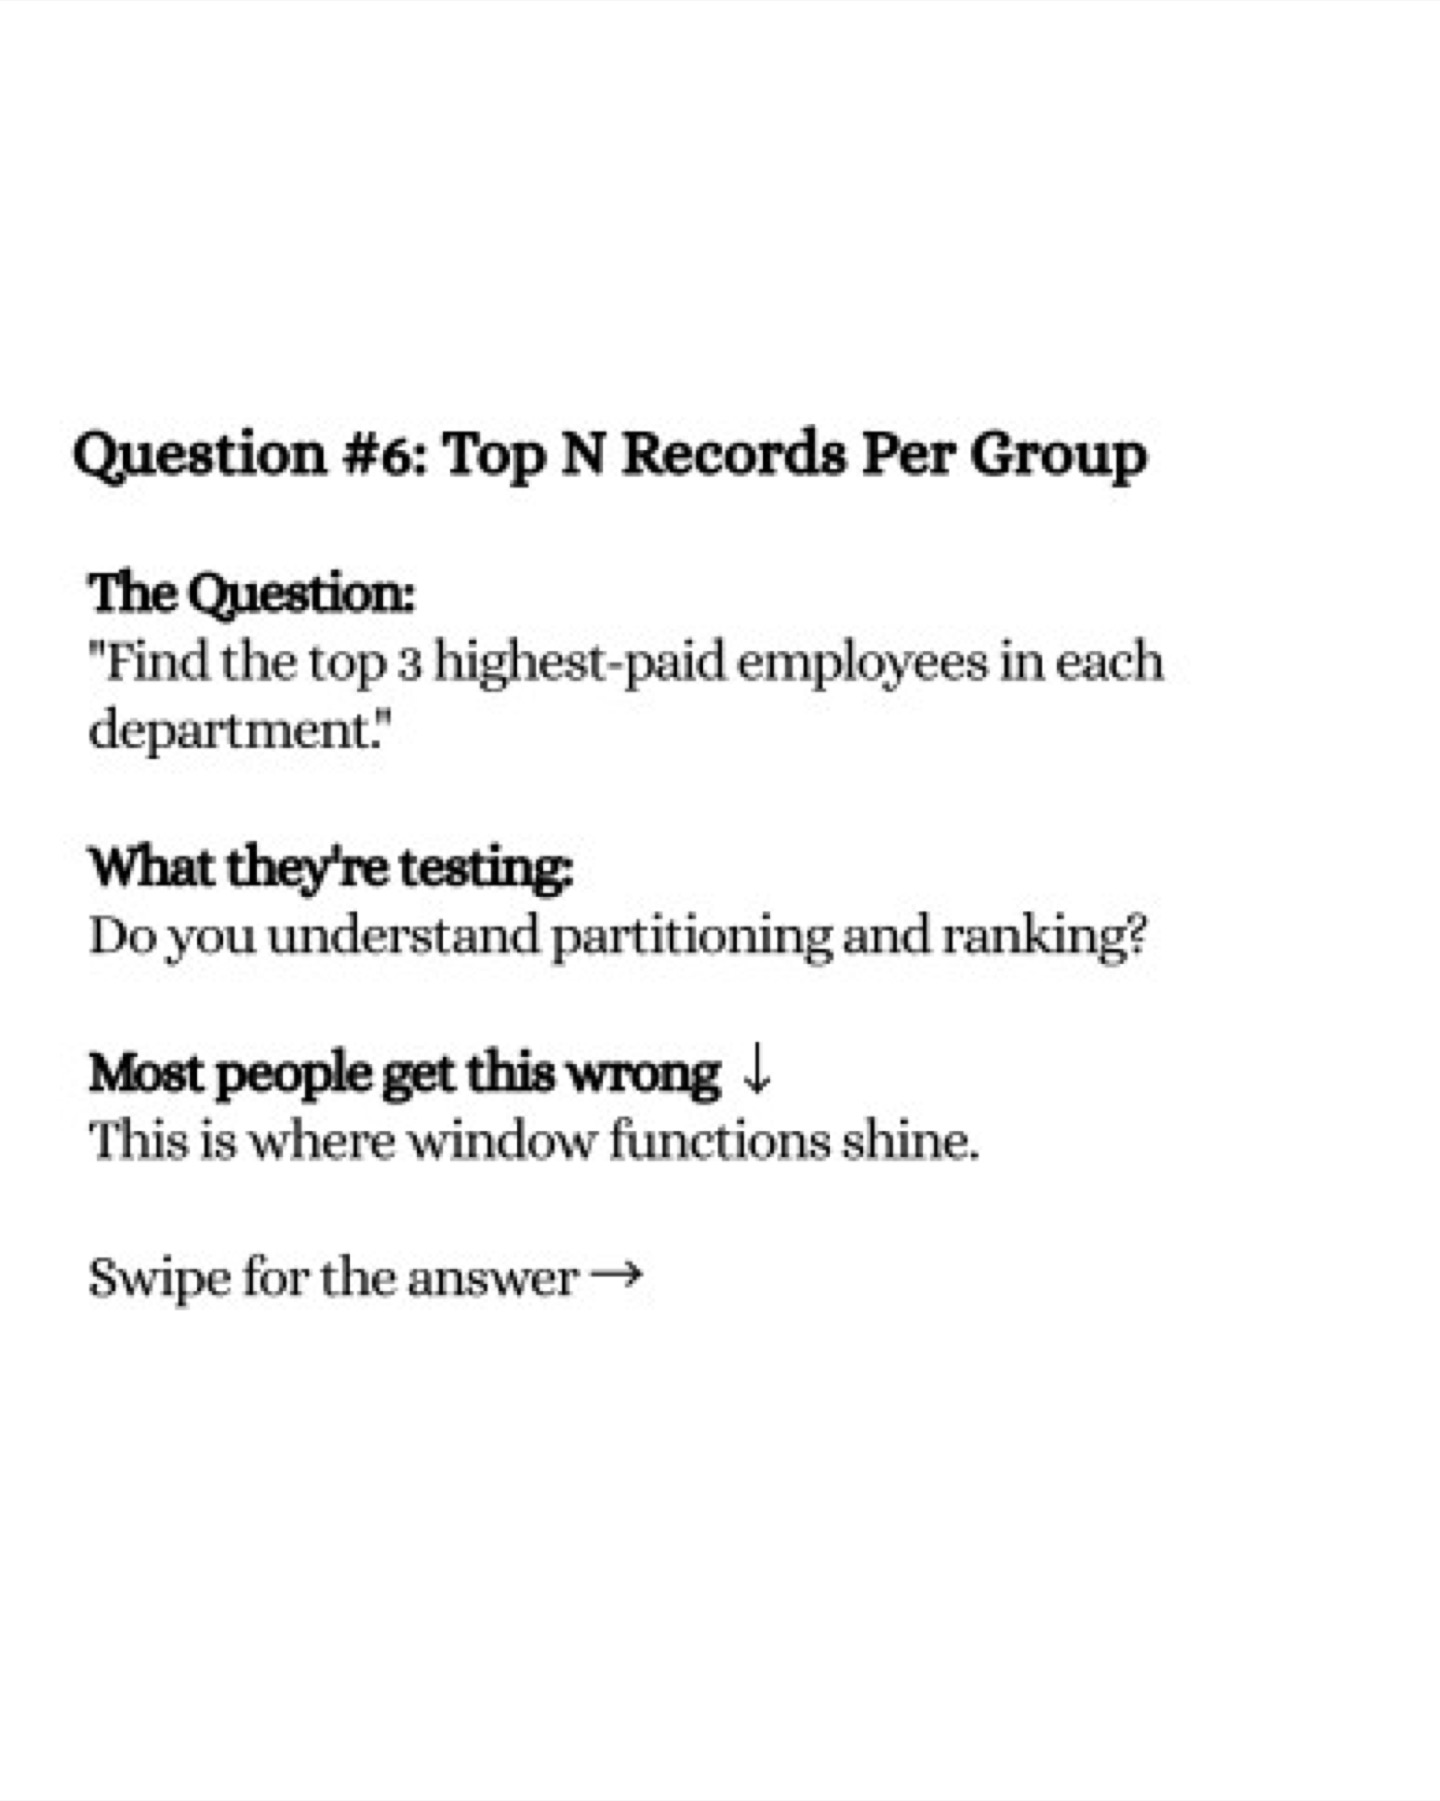 Question #6: Top N Records Per Group
The Question:
"Find the top 3 highest-paid employees in each
department."
What they're testing:
Do you understand partitioning and ranking?
Most people get this wrong ↓
This is where window functions shine.
Swipe for the answer →